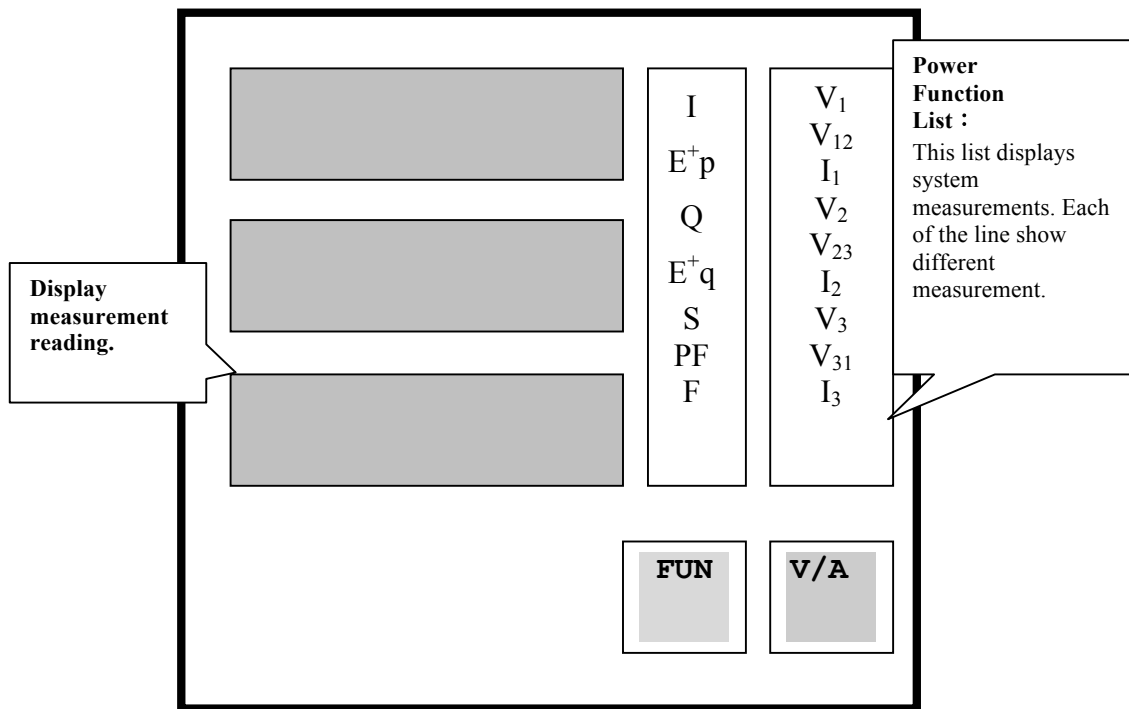 Display
measurement
reading.
I
E⁺p
Q
E⁺q
S
PF
F
V₁
V₁₂
I₁
V₂
V₂₃
I₂
V₃
V₃₁
I₃
Power
Function
List：
This list displays
system
measurements. Each
of the line show
different
measurement.
FUN
V/A